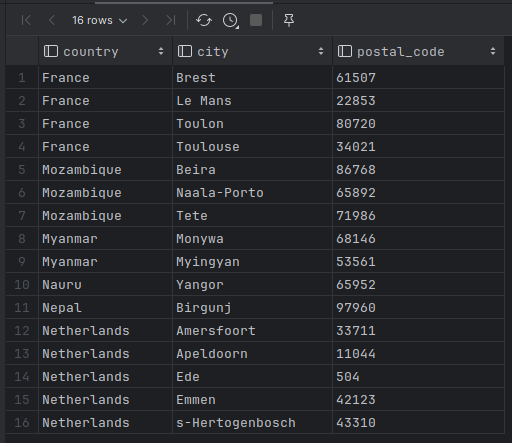 16 rows
country city postal_code
1 France Brest 61507
2 France Le Mans 22853
3 France Toulon 80720
4 France Toulouse 34021
5 Mozambique Beira 86768
6 Mozambique Naala-Porto 65892
7 Mozambique Tete 71986
8 Myanmar Monywa 68146
9 Myanmar Myingyan 53561
10 Nauru Yangor 65952
11 Nepal Birgunj 97960
12 Netherlands Amersfoort 33711
13 Netherlands Apeldoorn 11044
14 Netherlands Ede 504
15 Netherlands Emmen 42123
16 Netherlands s-Hertogenbosch 43310